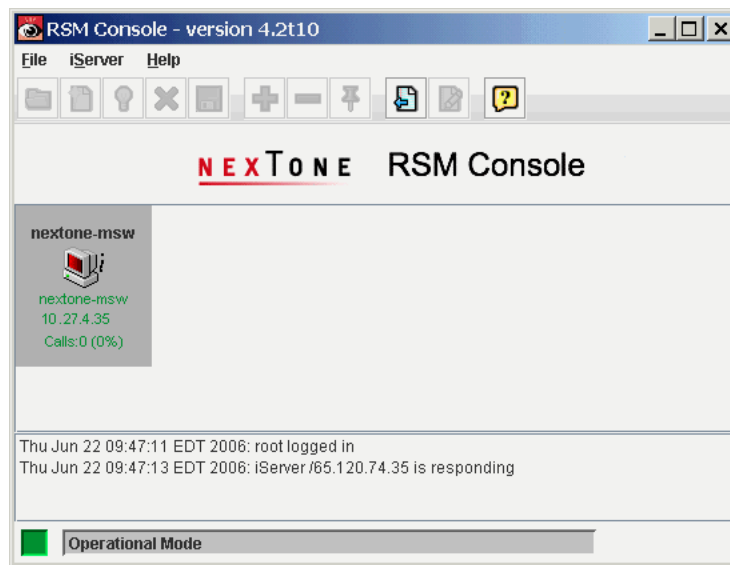 RSM Console - version 4.2t10
File iServer Help
NEXTONE RSM Console
nextone-msw
nextone-msw
10.27.4.35
Calls:0 (0%)
Thu Jun 22 09:47:11 EDT 2006: root logged in
Thu Jun 22 09:47:13 EDT 2006: iServer /65.120.74.35 is responding
Operational Mode